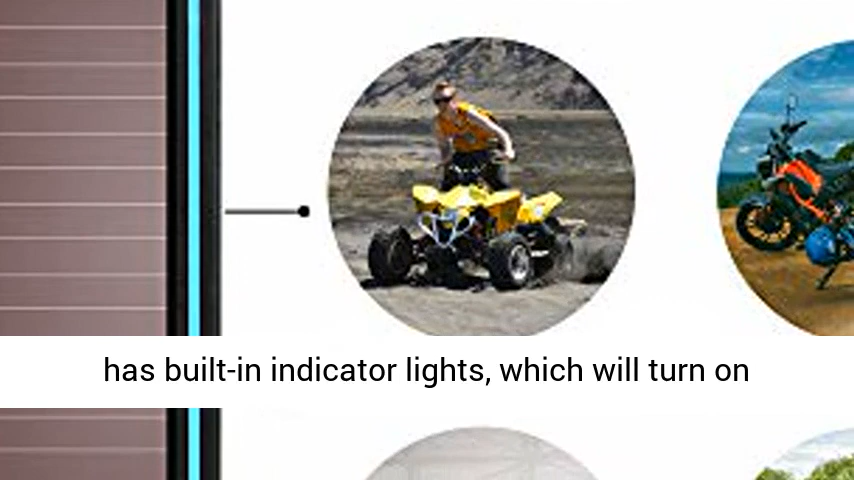 has built-in indicator lights, which will turn on